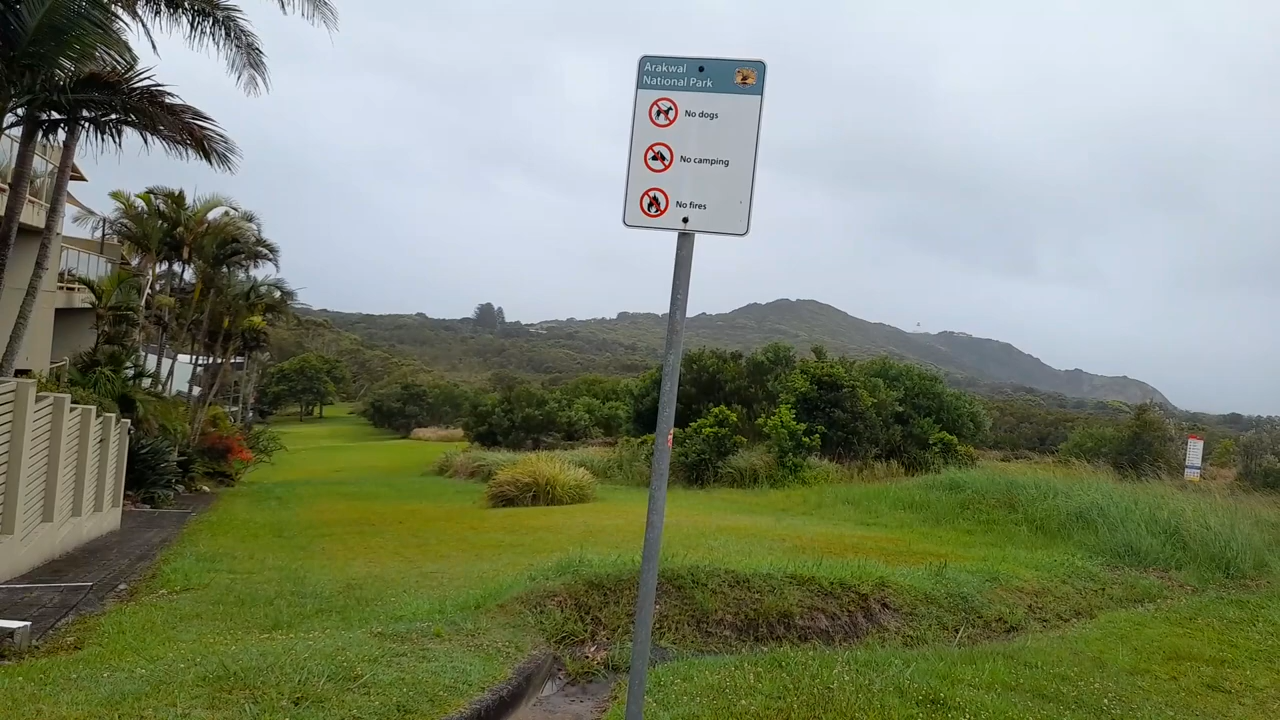 Arakwal
National Park
No dogs
No camping
No fires